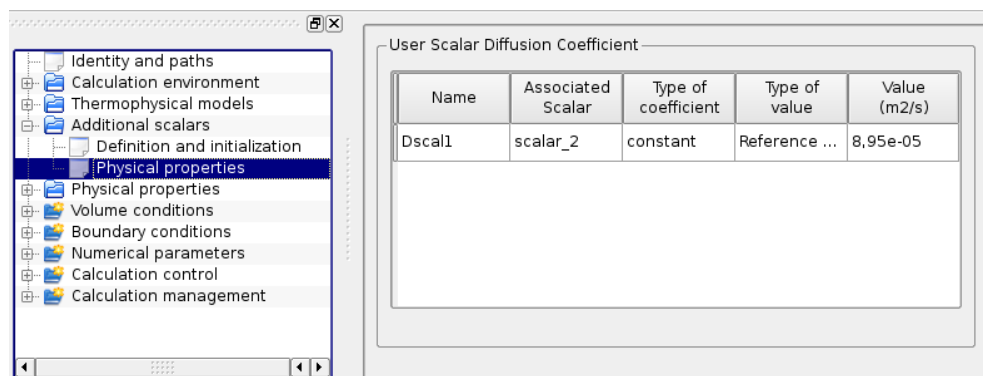 Identity and paths
Calculation environment
Thermophysical models
Additional scalars
Definition and initialization
Physical properties
Physical properties
Volume conditions
Boundary conditions
Numerical parameters
Calculation control
Calculation management
User Scalar Diffusion Coefficient
Name Associated Scalar Type of coefficient Type of value Value (m2/s)
Dscal1 scalar_2 constant Reference ... 8,95e-05